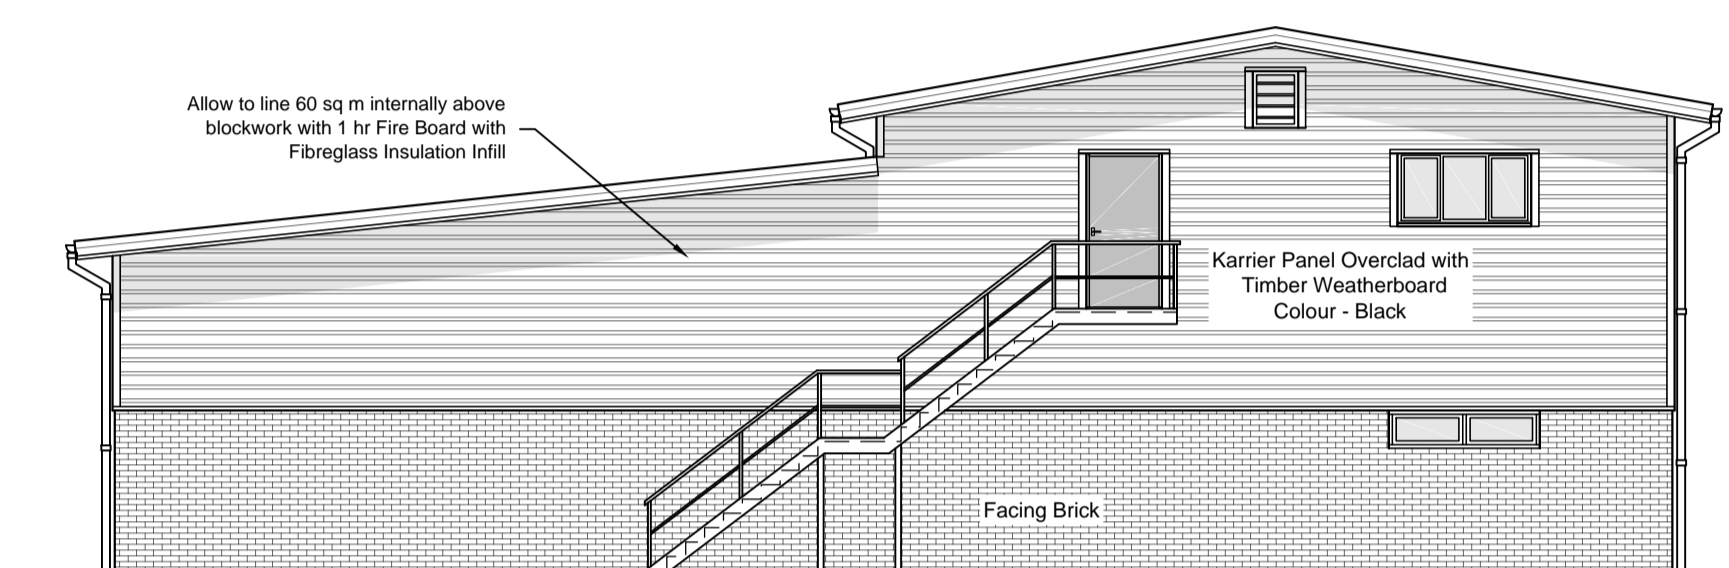 Allow to line 60 sq m internally above
blockwork with 1 hr Fire Board with
Fibreglass Insulation Infill
Karrier Panel Overclad with
Timber Weatherboard
Colour - Black
Facing Brick